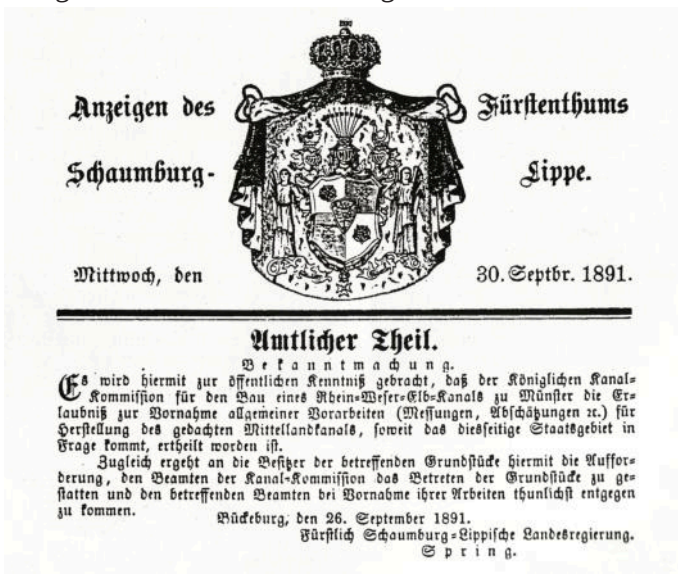 Anzeigen des Fürstenthums
Schaumburg- Lippe.
Mittwoch, den 30. Septbr. 1891.
Amtlicher Theil.
Bekanntmachung.
Es wird hiermit zur öffentlichen Kenntniß gebracht, daß der Königlichen Kanal-
Kommission für den Bau eines Rhein-Weser-Elb-Kanals zu Münster die Er-
laubniß zur Vornahme allgemeiner Vorarbeiten (Messungen, Abschätzungen ꝛc.) für
Herstellung des gedachten Mittellandkanals, soweit das diesseitige Staatsgebiet in
Frage kommt, ertheilt worden ist.
Zugleich ergeht an die Besitzer der betreffenden Grundstücke hiermit die Auffor-
derung, den Beamten der Kanal-Kommission das Betreten der Grundstücke zu ge-
statten und den betreffenden Beamten bei Vornahme ihrer Arbeiten thunlichst entgegen
zu kommen.
Bückeburg, den 26. September 1891.
Fürstlich Schaumburg-Lippische Landesregierung.
Spring.